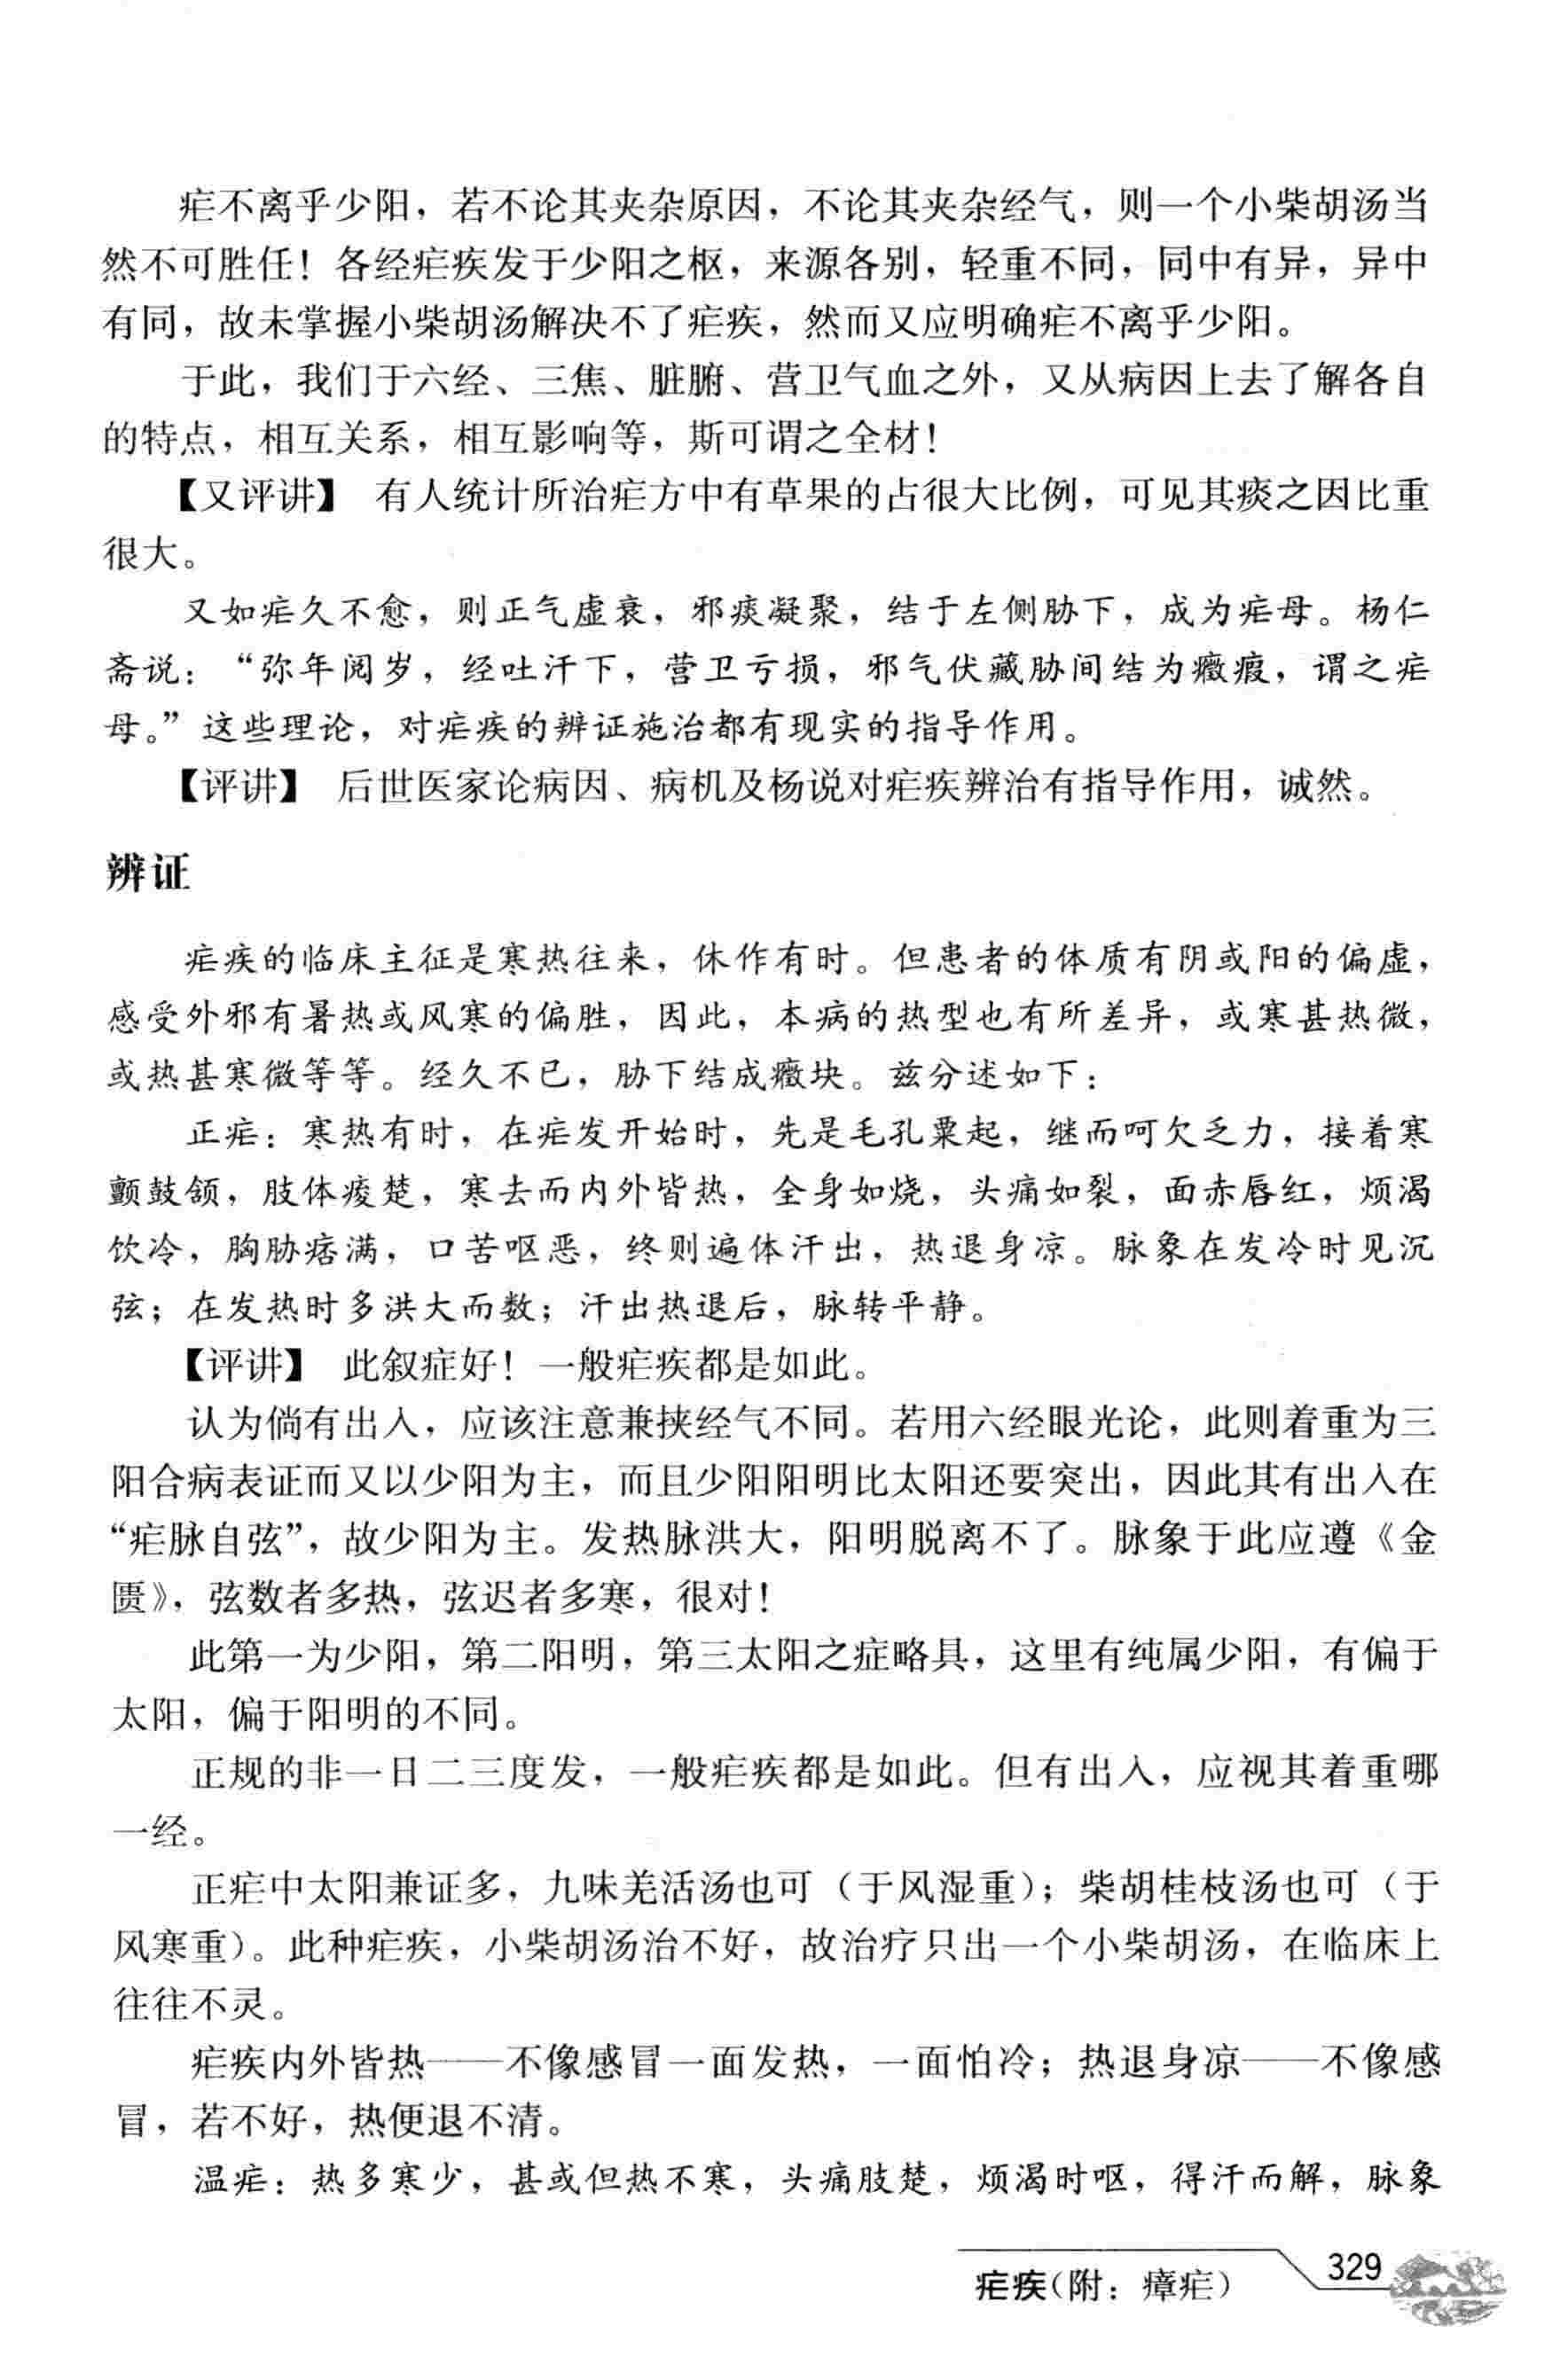 疟不离乎少阳，若不论其夹杂原因，不论其夹杂经气，则一个小柴胡汤当
然不可胜任！各经疟疾发于少阳之枢，来源各别，轻重不同，同中有异，异中
有同，故未掌握小柴胡汤解决不了疟疾，然而又应明确疟不离乎少阳。
于此，我们于六经、三焦、脏腑、营卫气血之外，又从病因上去了解各自
的特点，相互关系，相互影响等，斯可谓之全材！
【又评讲】 有人统计所治疟方中有草果的占很大比例，可见其痰之因比重
很大。
又如疟久不愈，则正气虚衰，邪痰凝聚，结于左侧胁下，成为疟母。杨仁
斋说：“弥年阅岁，经吐汗下，营卫亏损，邪气伏藏胁间结为癥瘕，谓之疟
母。”这些理论，对疟疾的辨证施治都有现实的指导作用。
【评讲】 后世医家论病因、病机及杨说对疟疾辨治有指导作用，诚然。
辨证
疟疾的临床主征是寒热往来，休作有时。但患者的体质有阴或阳的偏虚，
感受外邪有暑热或风寒的偏胜，因此，本病的热型也有所差异，或寒甚热微，
或热甚寒微等等。经久不已，胁下结成癥块。兹分述如下：
正疟：寒热有时，在疟发开始时，先是毛孔粟起，继而呵欠乏力，接着寒
颤鼓颔，肢体痠楚，寒去而内外皆热，全身如烧，头痛如裂，面赤唇红，烦渴
饮冷，胸胁痞满，口苦呕恶，终则遍体汗出，热退身凉。脉象在发冷时见沉
弦；在发热时多洪大而数；汗出热退后，脉转平静。
【评讲】 此叙症好！一般疟疾都是如此。
认为倘有出入，应该注意兼挟经气不同。若用六经眼光论，此则着重为三
阳合病表证而又以少阳为主，而且少阳阳明比太阳还要突出，因此其有出入在
“疟脉自弦”，故少阳为主。发热脉洪大，阳明脱离不了。脉象于此应遵《金
匮》，弦数者多热，弦迟者多寒，很对！
此第一为少阳，第二阳明，第三太阳之症略具，这里有纯属少阳，有偏于
太阳，偏于阳明的不同。
正规的非一日二三度发，一般疟疾都是如此。但有出入，应视其着重哪
一经。
正疟中太阳兼证多，九味羌活汤也可（于风湿重）；柴胡桂枝汤也可（于
风寒重）。此种疟疾，小柴胡汤治不好，故治疗只出一个小柴胡汤，在临床上
往往不灵。
疟疾内外皆热——不像感冒一面发热，一面怕冷；热退身凉——不像感
冒，若不好，热便退不清。
温疟：热多寒少，甚或但热不寒，头痛肢楚，烦渴时呕，得汗而解，脉象
疟疾（附：瘴疟） 329